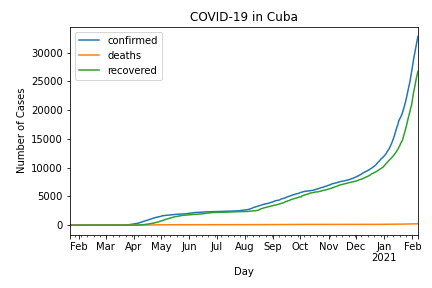 COVID-19 in Cuba
confirmed
deaths
recovered
Number of Cases
30000
25000
20000
15000
10000
5000
0
Feb Mar Apr May Jun Jul Aug Sep Oct Nov Dec Jan Feb
2021
Day